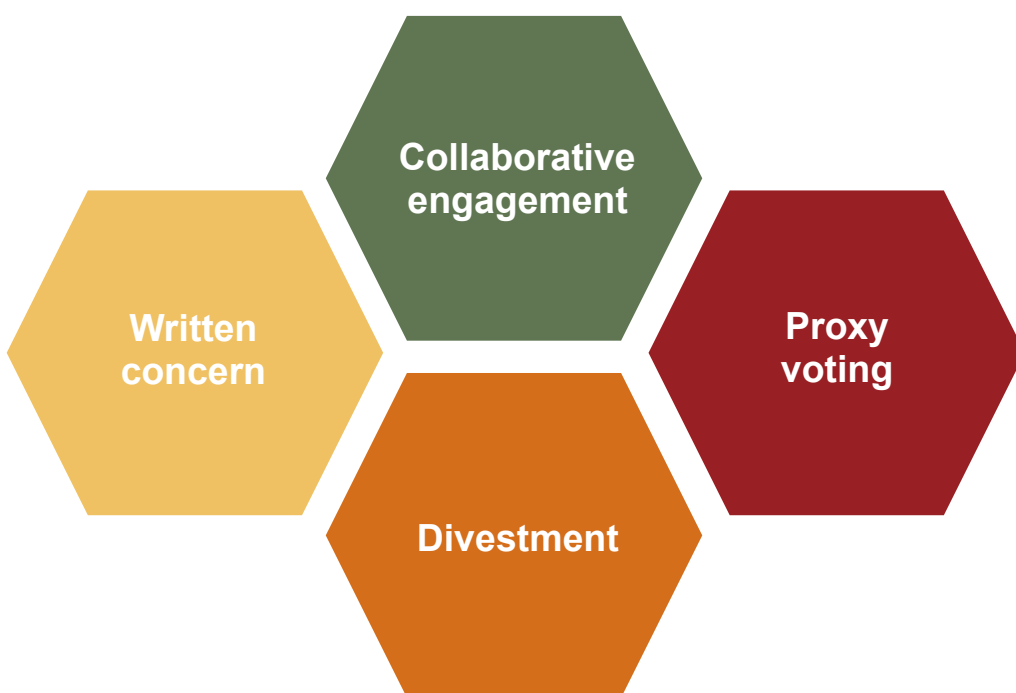 Collaborative
engagement
Written
concern
Proxy
voting
Divestment